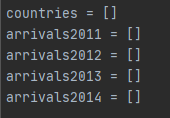 countries = []
arrivals2011 = []
arrivals2012 = []
arrivals2013 = []
arrivals2014 = []